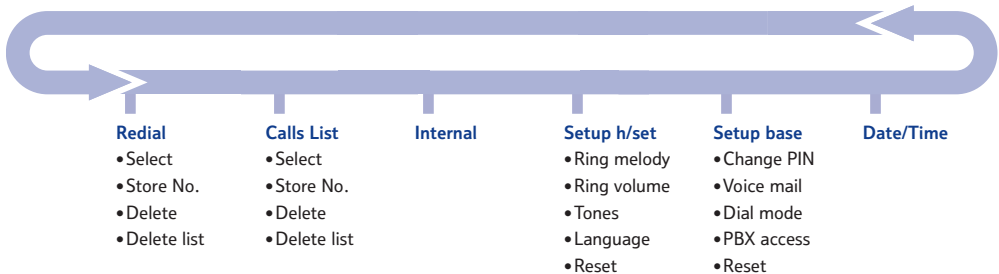 Redial
•Select
•Store No.
•Delete
•Delete list
Calls List
•Select
•Store No.
•Delete
•Delete list
Internal
Setup h/set
•Ring melody
•Ring volume
•Tones
•Language
•Reset
Setup base
•Change PIN
•Voice mail
•Dial mode
•PBX access
•Reset
Date/Time